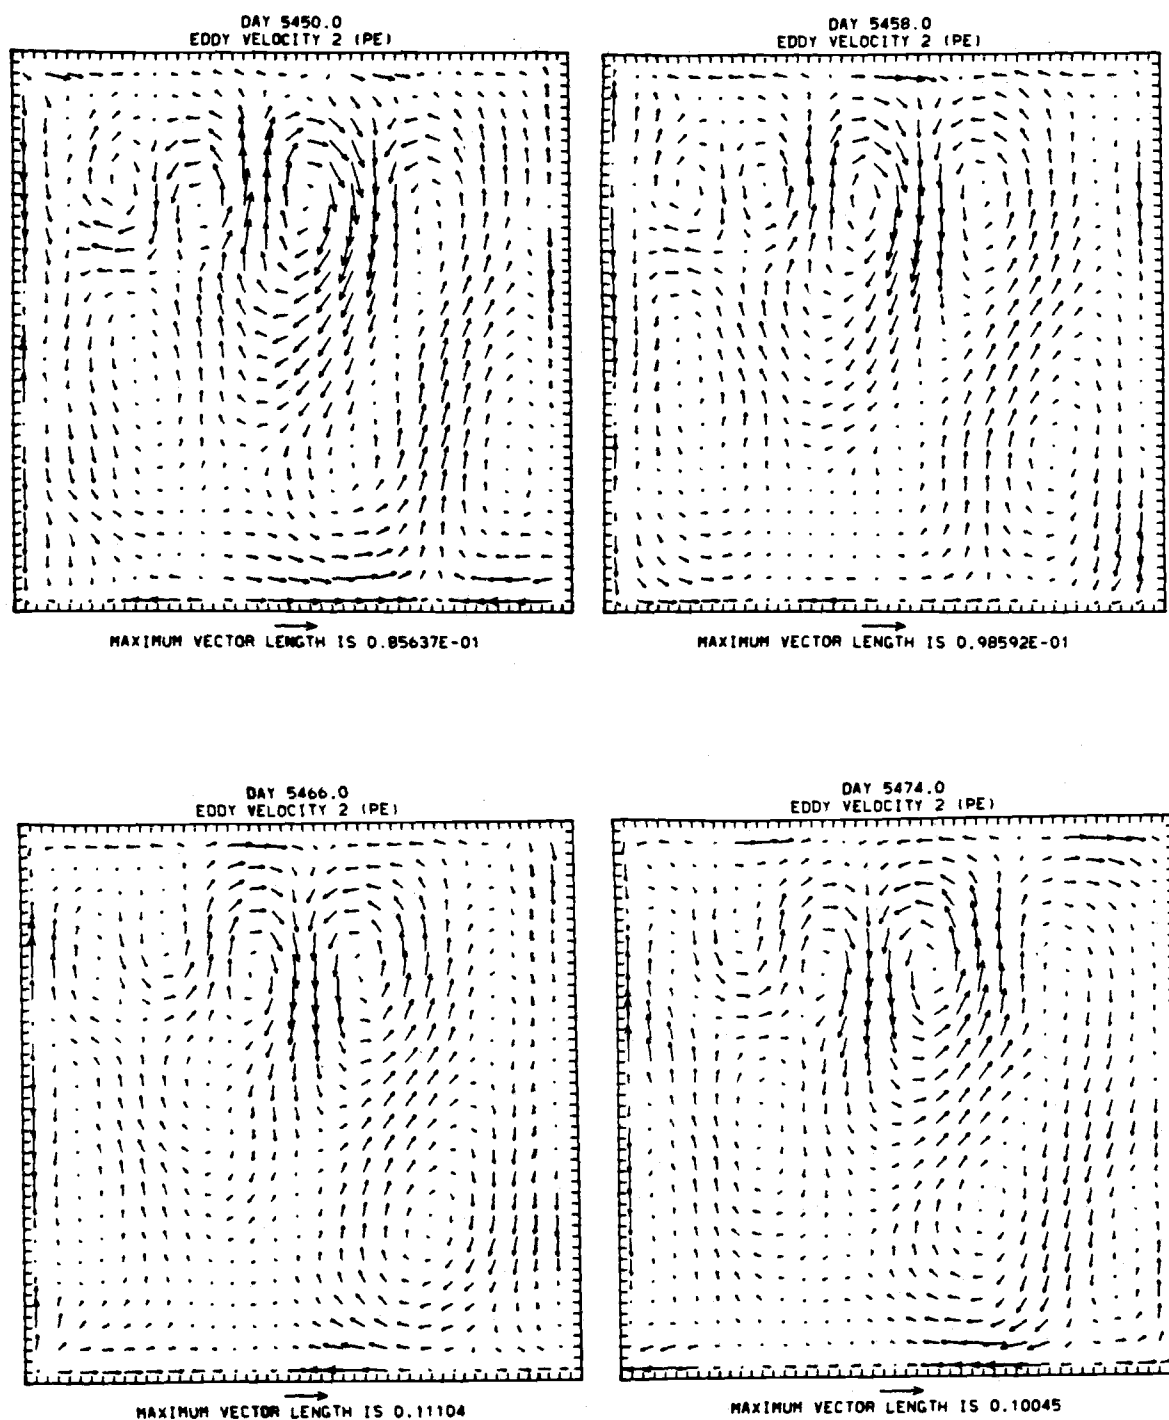 DAY 5450.0
EDDY VELOCITY 2 (PE)
MAXIMUM VECTOR LENGTH IS 0.85637E-01
DAY 5458.0
EDDY VELOCITY 2 (PE)
MAXIMUM VECTOR LENGTH IS 0.98592E-01
DAY 5466.0
EDDY VELOCITY 2 (PE)
MAXIMUM VECTOR LENGTH IS 0.11104
DAY 5474.0
EDDY VELOCITY 2 (PE)
MAXIMUM VECTOR LENGTH IS 0.10045